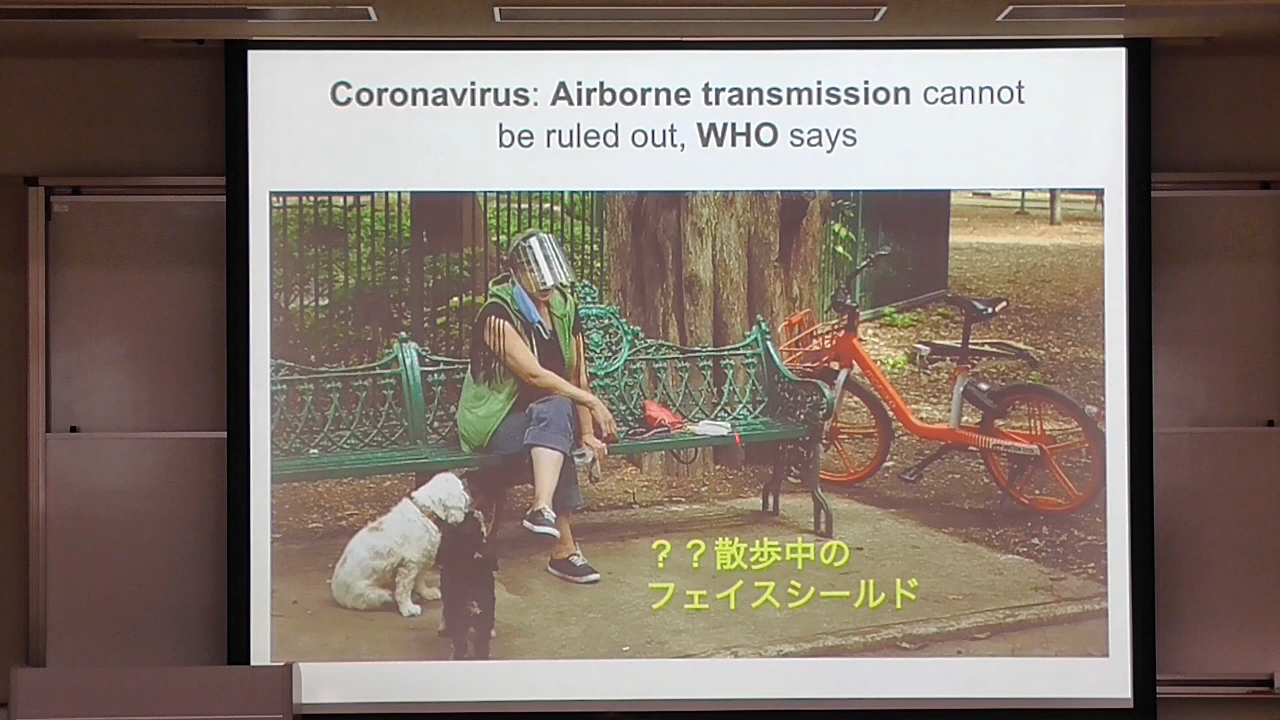 Coronavirus: Airborne transmission cannot
be ruled out, WHO says
？？散歩中の
フェイスシールド